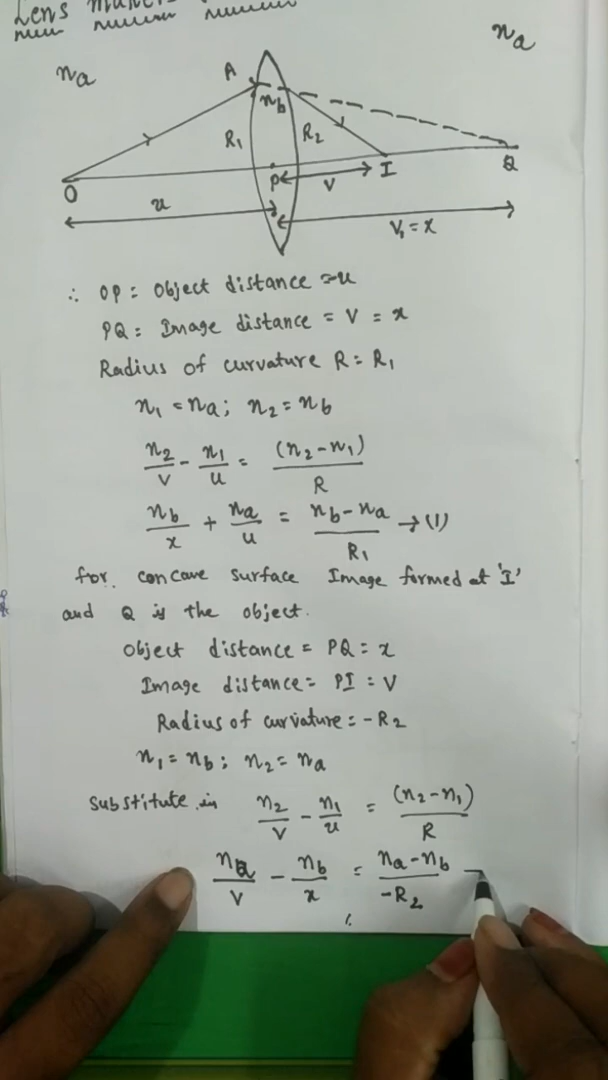 Lens
na
na
A
nb
R₁
R₂
O
P
V
I
Q
u
V₁ = x
∴ OP = Object distance = u
PQ = Image distance = V = x
Radius of curvature R = R₁
n₁ = na ; n₂ = nb
n₂/V - n₁/u = (n₂-n₁)/R
nb/x + na/u = nb-na/R₁ → (1)
for concave surface Image formed at 'I'
and Q is the object.
Object distance = PQ = x
Image distance = PI = V
Radius of curvature = -R₂
n₁ = nb ; n₂ = na
Substitute in n₂/V - n₁/u = (n₂-n₁)/R
na/V - nb/x = na-nb/-R₂